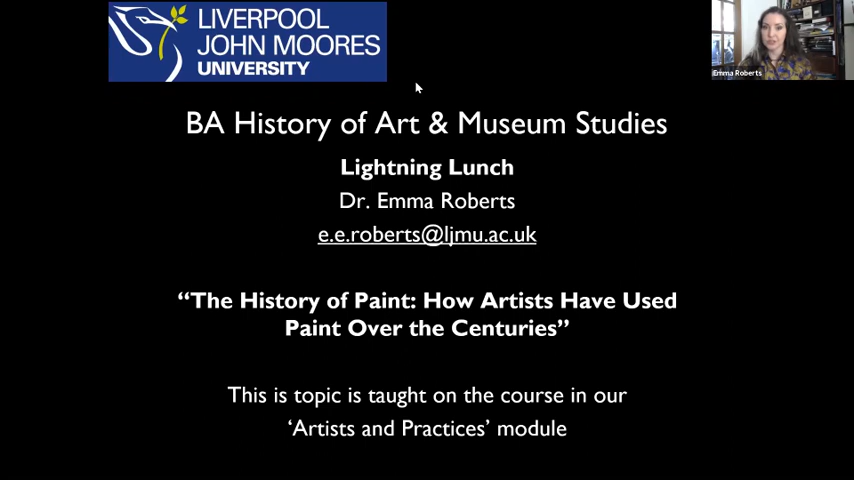 LIVERPOOL
JOHN MOORES
UNIVERSITY
Emma Roberts
BA History of Art & Museum Studies
Lightning Lunch
Dr. Emma Roberts
e.e.roberts@ljmu.ac.uk
“The History of Paint: How Artists Have Used
Paint Over the Centuries”
This is topic is taught on the course in our
‘Artists and Practices’ module